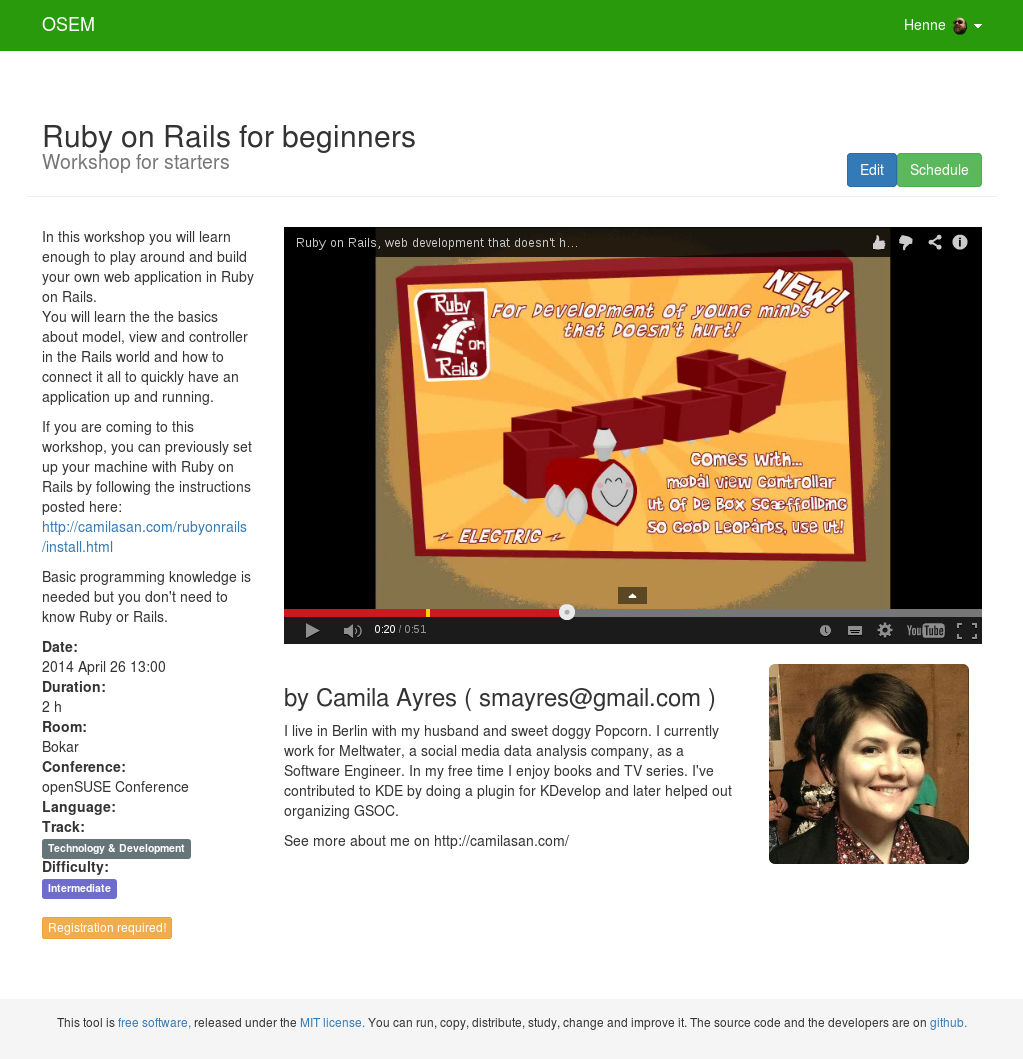 OSEM
Henne
Ruby on Rails for beginners
Workshop for starters
Edit
Schedule
In this workshop you will learn
enough to play around and build
your own web application in Ruby
on Rails.
You will learn the the basics
about model, view and controller
in the Rails world and how to
connect it all to quickly have an
application up and running.
If you are coming to this
workshop, you can previously set
up your machine with Ruby on
Rails by following the instructions
posted here:
http://camilasan.com/rubyonrails
/install.html
Basic programming knowledge is
needed but you don't need to
know Ruby or Rails.
Date:
2014 April 26 13:00
Duration:
2 h
Room:
Bokar
Conference:
openSUSE Conference
Language:
Track:
Technology & Development
Difficulty:
Intermediate
Registration required!
Ruby on Rails, web development that doesn't h...
NEW!
Ruby
on
Rails
FOR DEVELOPMENT OF YOUNG MINDS
THAT DOESN'T HURT!
COMES WITH...
MODÅL VIEW CONTROLLAR
UT OF DE BOX SCÆFFOLLDING
SO GOOD LEOPÅRDS, USE UT!
ELECTRIC
0:20 / 0:51
YouTube
by Camila Ayres ( smayres@gmail.com )
I live in Berlin with my husband and sweet doggy Popcorn. I currently
work for Meltwater, a social media data analysis company, as a
Software Engineer. In my free time I enjoy books and TV series. I've
contributed to KDE by doing a plugin for KDevelop and later helped out
organizing GSOC.
See more about me on http://camilasan.com/
This tool is free software, released under the MIT license. You can run, copy, distribute, study, change and improve it. The source code and the developers are on github.